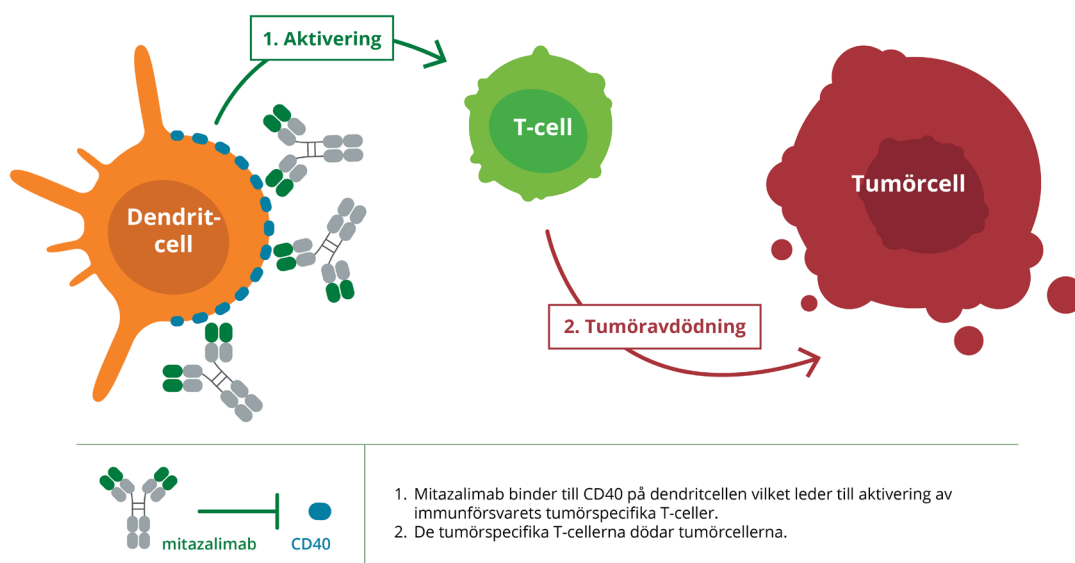 1. Aktivering
T-cell
Tumörcell
Dendrit-
cell
2. Tumöravdödning
mitazalimab
CD40
1. Mitazalimab binder till CD40 på dendritcellen vilket leder till aktivering av
immunförsvarets tumörspecifika T-celler.
2. De tumörspecifika T-cellerna dödar tumörcellerna.